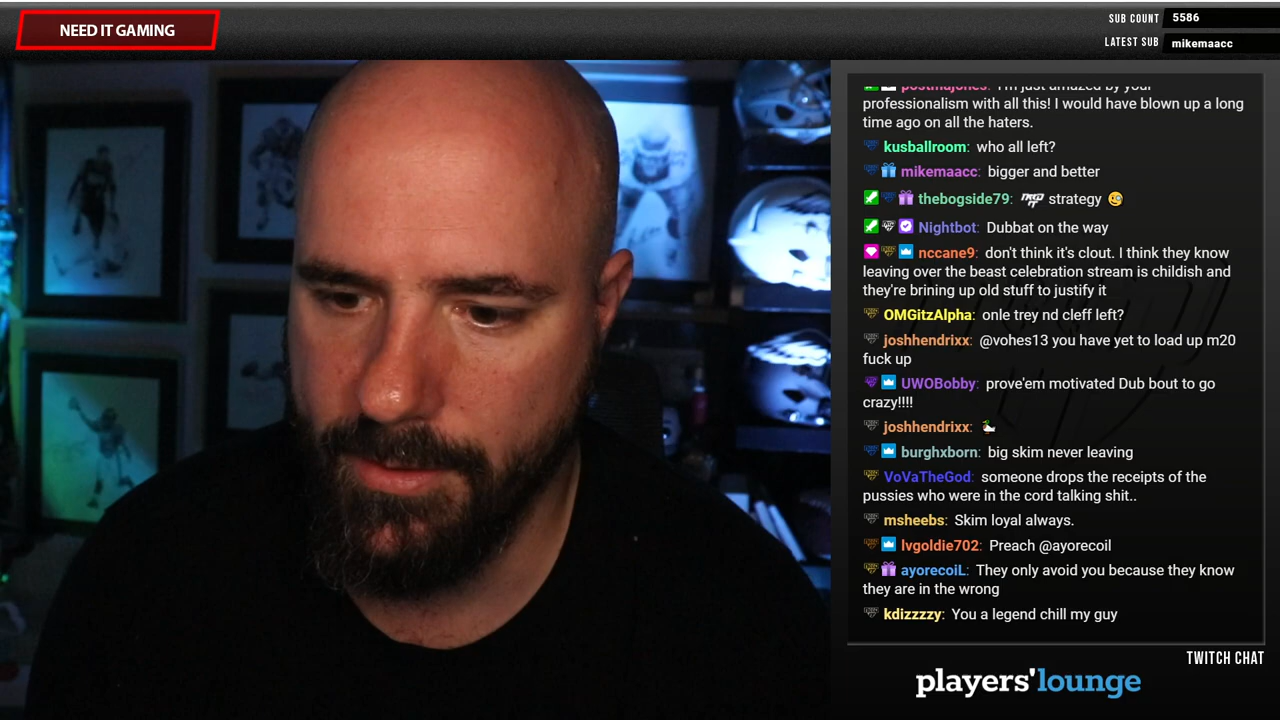 NEED IT GAMING
SUB COUNT 5586
LATEST SUB mikemaacc
postmajones: I'm just amazed by your
professionalism with all this! I would have blown up a long
time ago on all the haters.
kusballroom: who all left?
mikemaacc: bigger and better
thebogside79: strategy
Nightbot: Dubbat on the way
nccane9: don't think it's clout. I think they know
leaving over the beast celebration stream is childish and
they're brining up old stuff to justify it
OMGitzAlpha: onle trey nd cleff left?
joshhendrixx: @vohes13 you have yet to load up m20
fuck up
UWOBobby: prove'em motivated Dub bout to go
crazy!!!!
joshhendrixx:
burghxborn: big skim never leaving
VoVaTheGod: someone drops the receipts of the
pussies who were in the cord talking shit..
msheebs: Skim loyal always.
lvgoldie702: Preach @ayorecoil
ayorecoiL: They only avoid you because they know
they are in the wrong
kdizzzzy: You a legend chill my guy
TWITCH CHAT
players'lounge